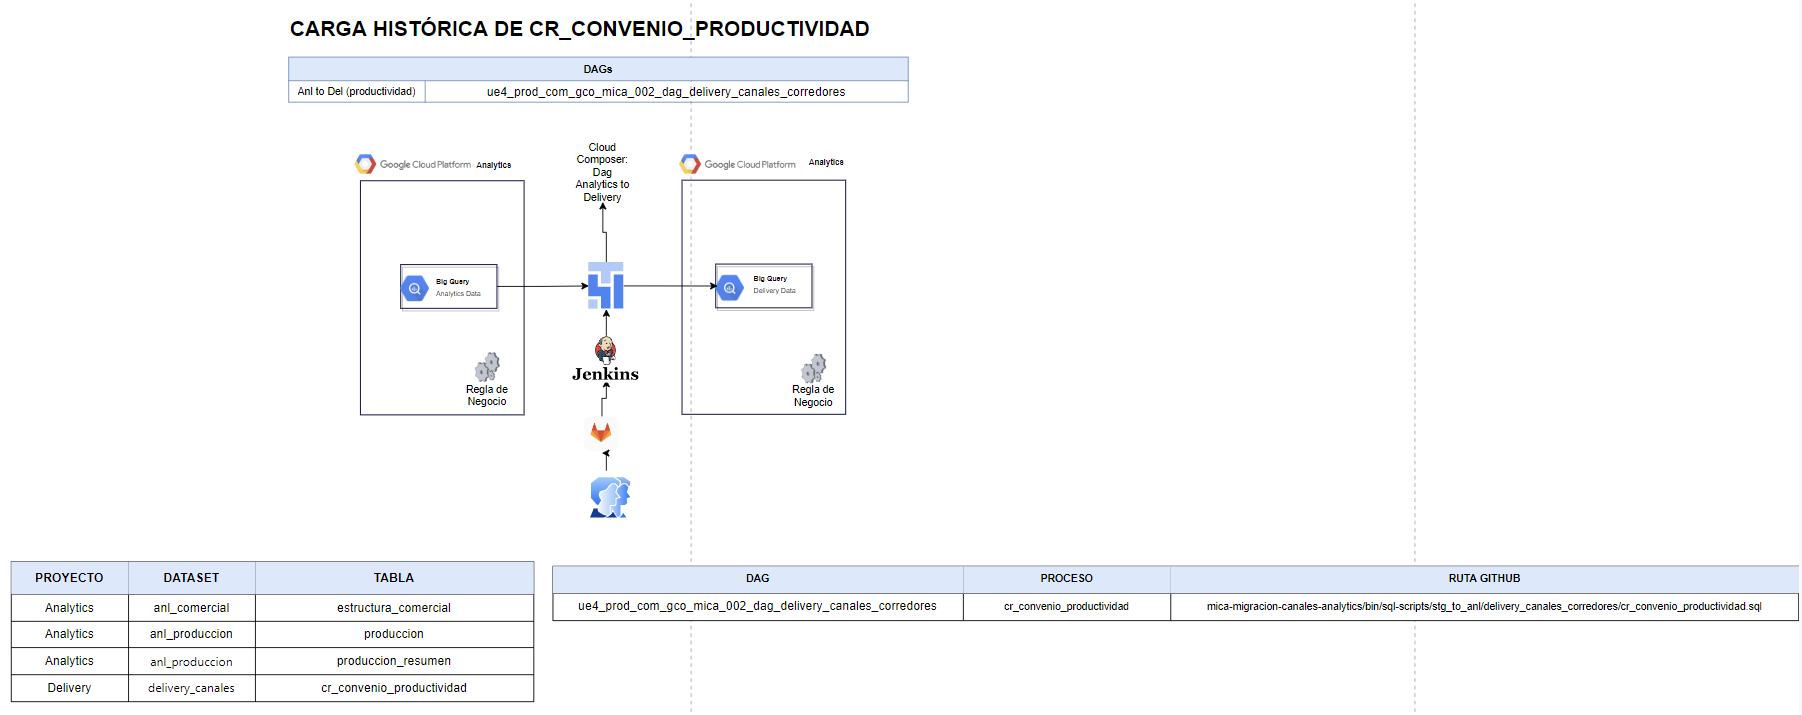 CARGA HISTÓRICA DE CR_CONVENIO_PRODUCTIVIDAD
DAGs
Anl to Del (productividad) ue4_prod_com_gco_mica_002_dag_delivery_canales_corredores
Google Cloud Platform Analytics
Cloud
Composer:
Dag
Analytics to
Delivery
Google Cloud Platform Analytics
Big Query
Analytics Data
Big Query
Delivery Data
Jenkins
Regla de
Negocio
Regla de
Negocio
PROYECTO DATASET TABLA
Analytics anl_comercial estructura_comercial
Analytics anl_produccion produccion
Analytics anl_produccion produccion_resumen
Delivery delivery_canales cr_convenio_productividad
DAG PROCESO RUTA GITHUB
ue4_prod_com_gco_mica_002_dag_delivery_canales_corredores cr_convenio_productividad mica-migracion-canales-analytics/bin/sql-scripts/stg_to_anl/delivery_canales_corredores/cr_convenio_productividad.sql